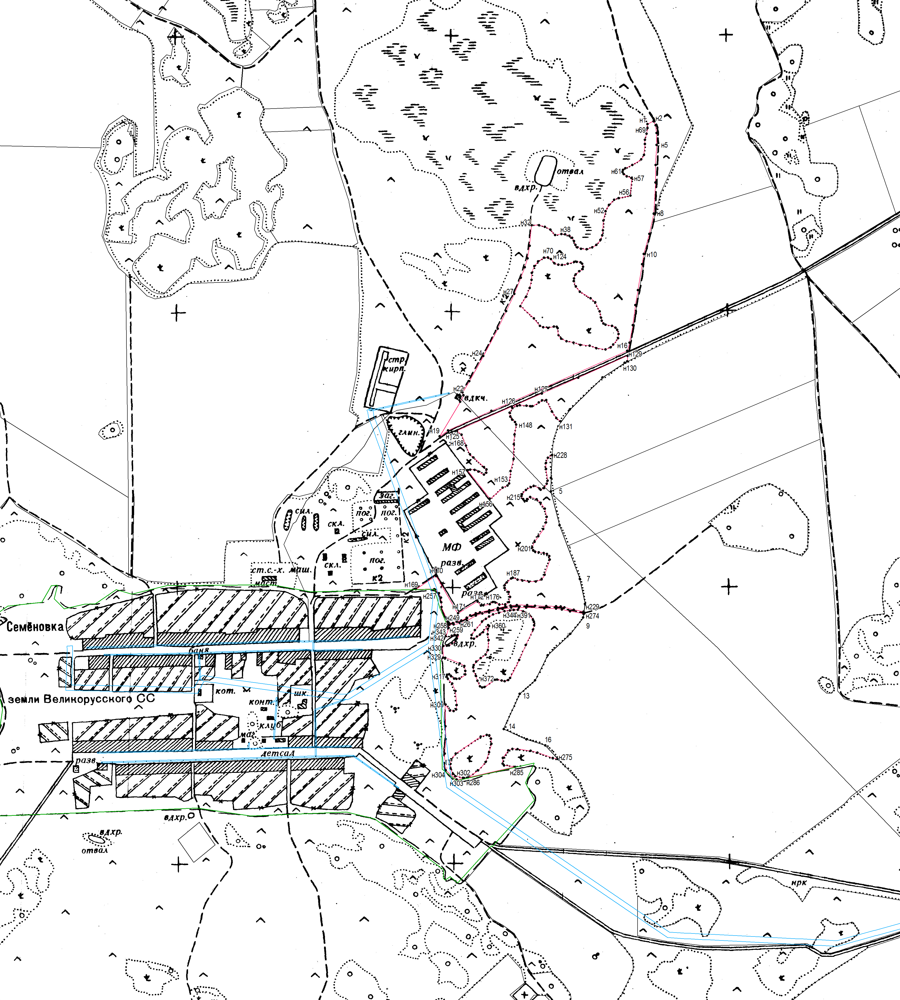 н1
н2
н69
н5
отвал
н61
н57
вдхр.
н56
н52
н8
н32
н38
н70
н124
н10
н27
к2
н16
н24
н129
н130
стр.
кирп.
н22
вдкч.
н127
н126
н131
н148
глин.
н19
н125
н168
н228
н157
н153
5
н215
н156
заг.
пог.
пог.
сил.
скл.
сил.
к2
МФ
н201
скл.
пог.
разв.
ст.с.-х. маш.
маст.
к2
н170
н187
7
н169
н257
разв.
н172
н176
н171
н229
н274
9
н249
н258
н261
н344
н391
Семёновка
н343
н259
н360
н342
вдхр.
н330
баня
н329
н317
н372
кот.
шк.
земли Великорусского СС
конт.
13
н309
клуб
14
маг.
16
детсад
н275
разв.
17
н304
н302
н285
н303
н286
вдхр.
вдхр.
отвал
нрк